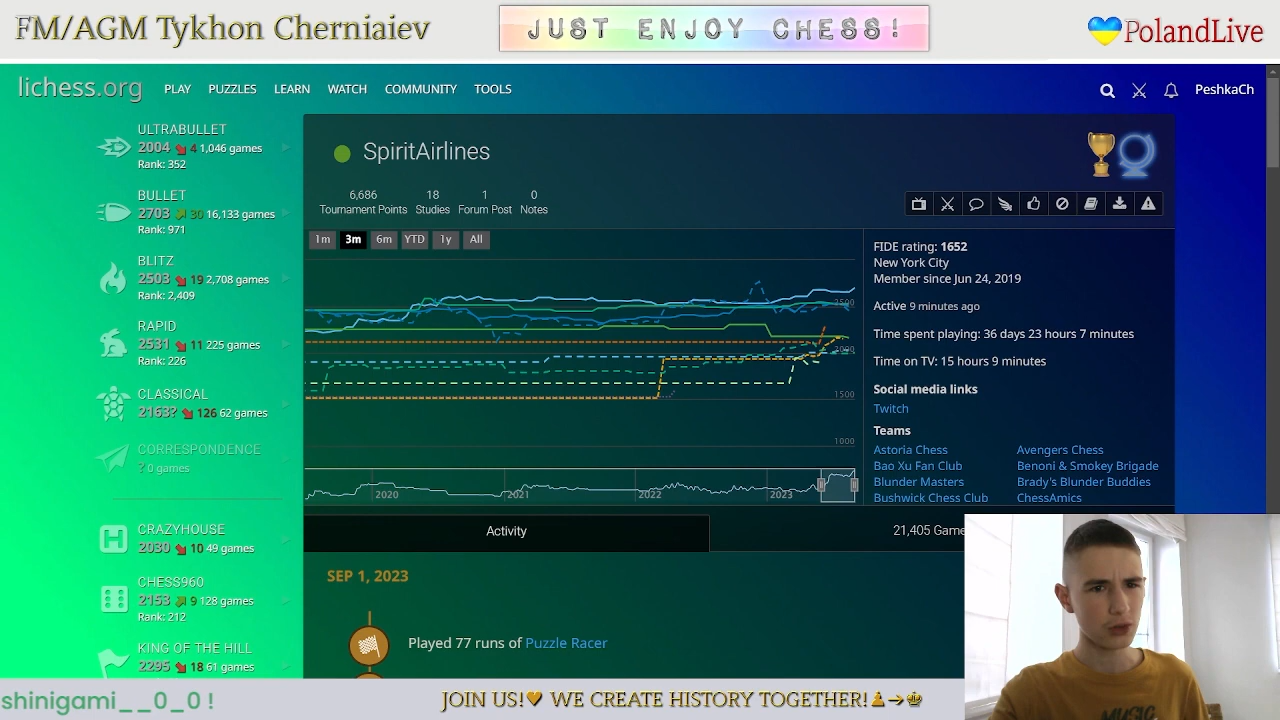 FM/AGM Tykhon Cherniaiev
JUST ENJOY CHESS!
PolandLive
lichess.org PLAY PUZZLES LEARN WATCH COMMUNITY TOOLS
PeshkaCh
ULTRABULLET
2004 4 1,046 games
Rank: 352
BULLET
2703 30 16,133 games
Rank: 971
BLITZ
2503 19 2,708 games
Rank: 2,409
RAPID
2531 11 225 games
Rank: 226
CLASSICAL
2163? 126 62 games
CORRESPONDENCE
? 0 games
CRAZYHOUSE
2030 10 49 games
CHESS960
2153 9 128 games
Rank: 212
KING OF THE HILL
2295 18 61 games
SpiritAirlines
6,686 18 1 0
Tournament Points Studies Forum Post Notes
1m 3m 6m YTD 1y All
2500
2000
1500
1000
2020 2021 2022 2023
FIDE rating: 1652
New York City
Member since Jun 24, 2019
Active 9 minutes ago
Time spent playing: 36 days 23 hours 7 minutes
Time on TV: 15 hours 9 minutes
Social media links
Twitch
Teams
Astoria Chess Avengers Chess
Bao Xu Fan Club Benoni & Smokey Brigade
Blunder Masters Brady's Blunder Buddies
Bushwick Chess Club ChessAmics
Activity
21,405 Game
SEP 1, 2023
Played 77 runs of Puzzle Racer
MUSIC
shinigami__0_0 !
JOIN US!🧡 WE CREATE HISTORY TOGETHER!♟→♚